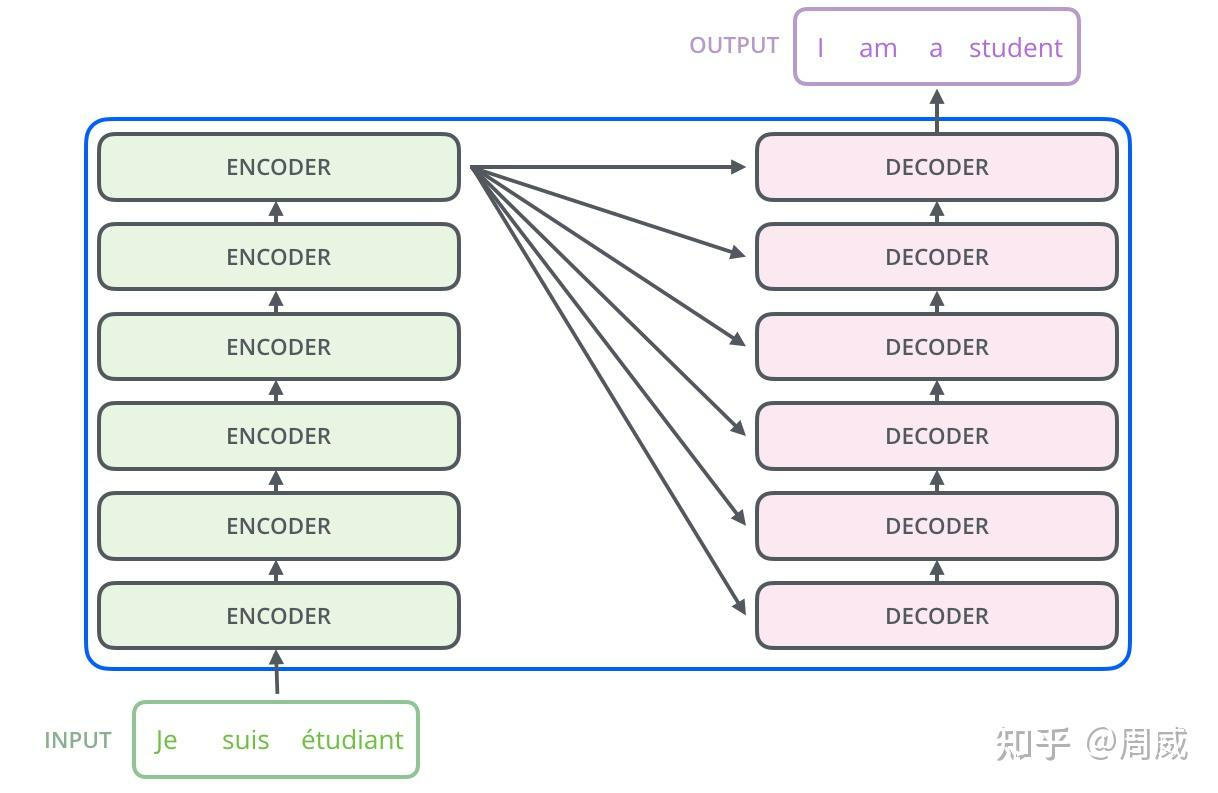 OUTPUT
I am a student
ENCODER
ENCODER
ENCODER
ENCODER
ENCODER
ENCODER
DECODER
DECODER
DECODER
DECODER
DECODER
DECODER
INPUT
Je suis étudiant
知乎 @周威